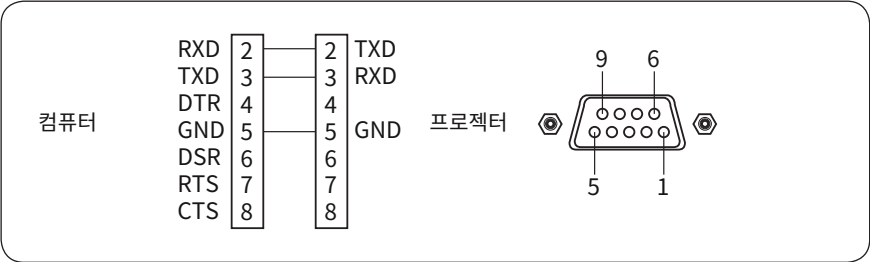 RXD 2 2 TXD
TXD 3 3 RXD
DTR 4 4
GND 5 5 GND
DSR 6 6
RTS 7 7
CTS 8 8
컴퓨터
프로젝터
9 6
5 1